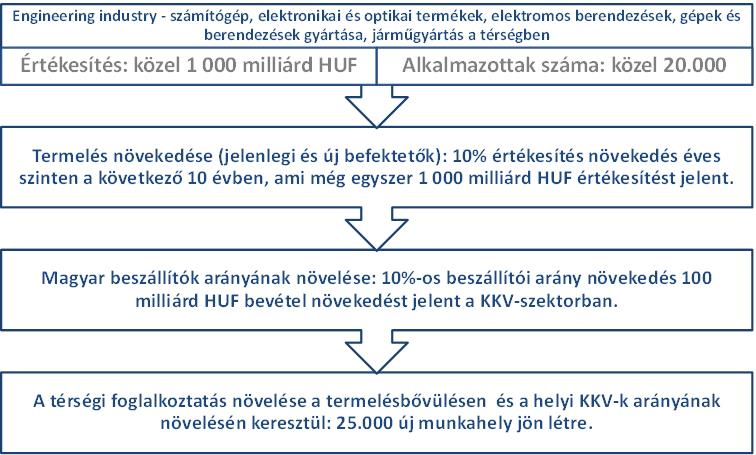 Engineering industry - számítógép, elektronikai és optikai termékek, elektromos berendezések, gépek és
berendezések gyártása, járműgyártás a térségben
Értékesítés: közel 1 000 milliárd HUF
Alkalmazottak száma: közel 20.000
Termelés növekedése (jelenlegi és új befektetők): 10% értékesítés növekedés éves
szinten a következő 10 évben, ami még egyszer 1 000 milliárd HUF értékesítést jelent.
Magyar beszállítók arányának növelése: 10%-os beszállítói arány növekedés 100
milliárd HUF bevétel növekedést jelent a KKV-szektorban.
A térségi foglalkoztatás növelése a termelésbővülésen és a helyi KKV-k arányának
növelésén keresztül: 25.000 új munkahely jön létre.